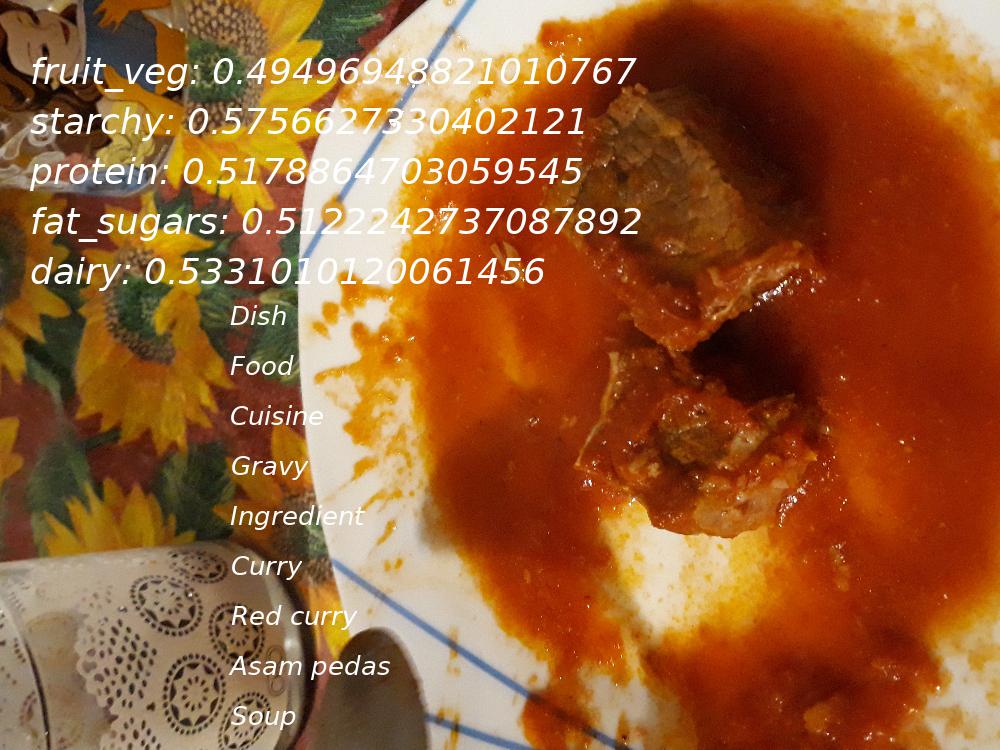 fruit_veg: 0.49496948821010767
starchy: 0.5756627330402121
protein: 0.5178864703059545
fat_sugars: 0.5122242737087892
dairy: 0.5331010120061456
Dish
Food
Cuisine
Gravy
Ingredient
Curry
Red curry
Asam pedas
Soup